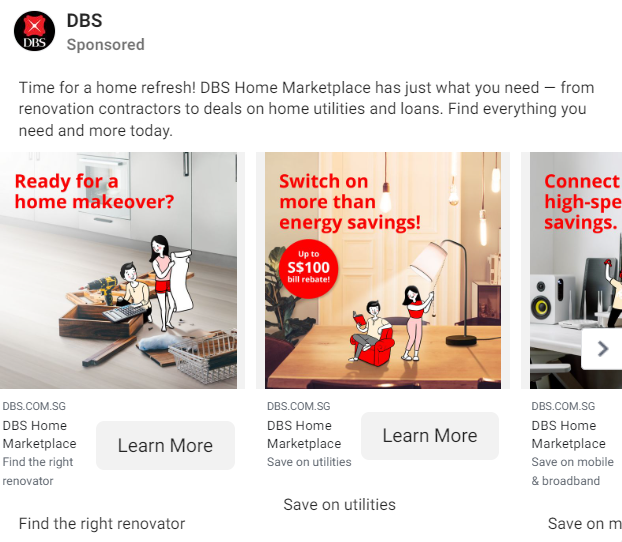 DBS
Sponsored
DBS
Time for a home refresh! DBS Home Marketplace has just what you need — from
renovation contractors to deals on home utilities and loans. Find everything you
need and more today.
Ready for a
home makeover?
DBS.COM.SG
DBS Home
Marketplace
Find the right
renovator
Learn More
Find the right renovator
Switch on
more than
energy savings!
Up to
S$100
bill rebate!
DBS.COM.SG
DBS Home
Marketplace
Save on utilities
Learn More
Save on utilities
Connect
high-spe
savings.
DBS.COM.SG
DBS Home
Marketplace
Save on mobile
& broadband
Save on m